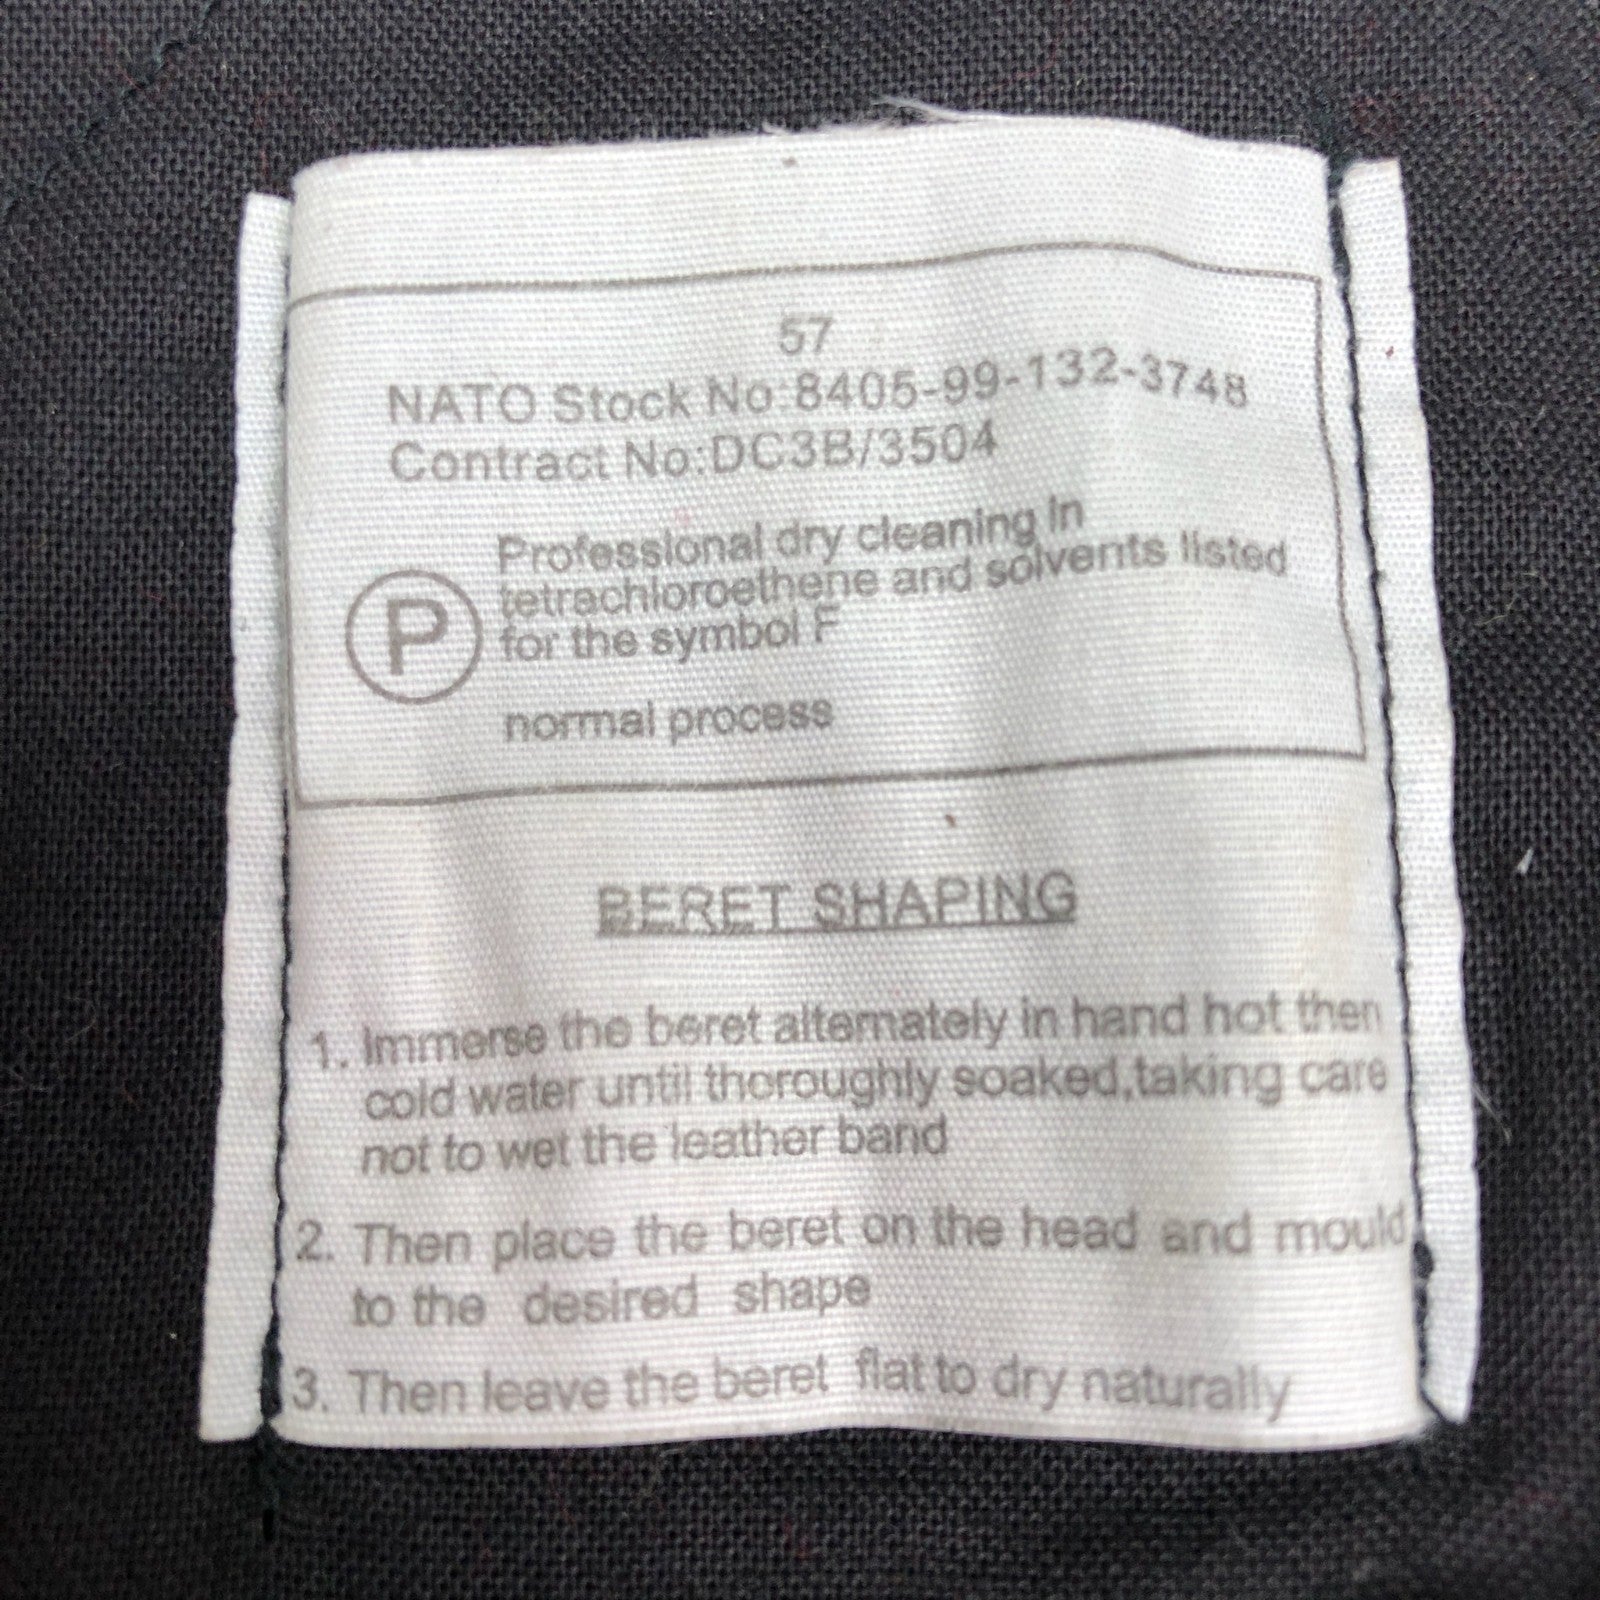 57
NATO Stock No:8405-99-132-3748
Contract No:DC3B/3504
Professional dry cleaning in
tetrachloroethene and solvents listed
P
for the symbol F
normal process
BERET SHAPING
1. Immerse the beret alternately in hand hot then
cold water until thoroughly soaked,taking care
not to wet the leather band
2. Then place the beret on the head and mould
to the desired shape
3. Then leave the beret flat to dry naturally